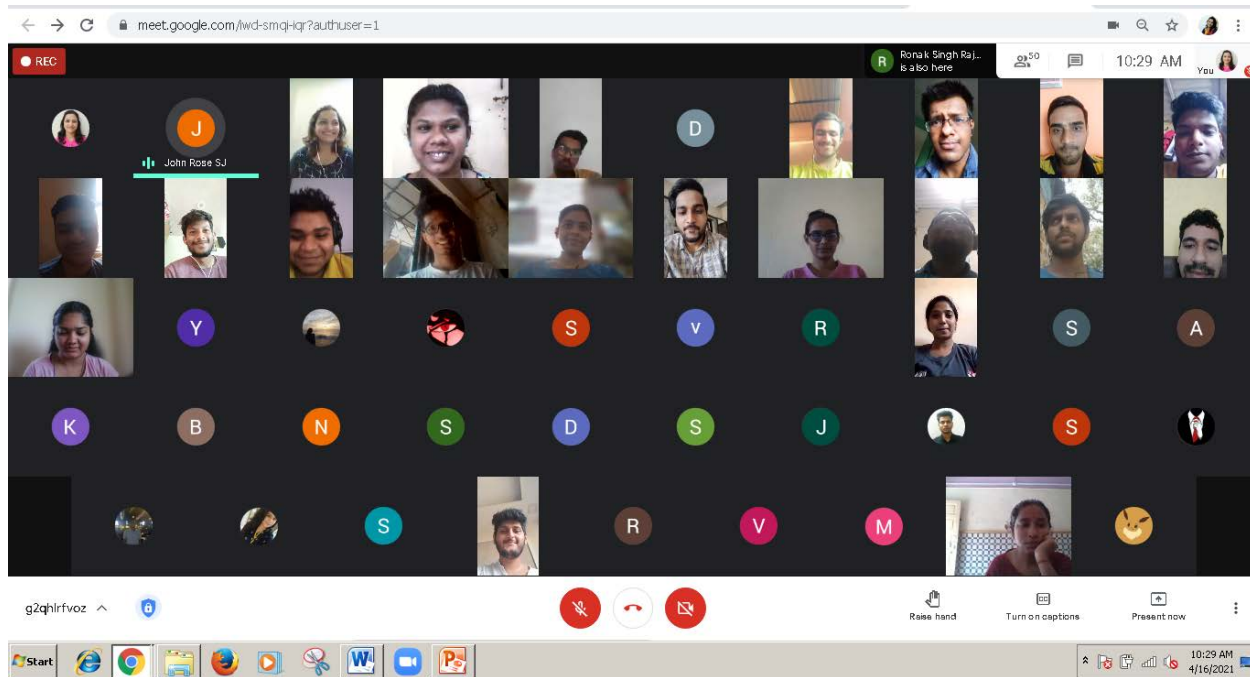 meet.google.com/iwd-smqi-iqr?authuser=1
REC
R
Ronak Singh Raj...
is also here
50
10:29 AM
You
J
John Rose SJ
D
Y
S
v
R
S
A
K
B
N
S
D
S
J
S
S
R
V
M
g2qhlrfvoz
Raise hand
Turn on captions
Present now
Start
10:29 AM
4/16/2021